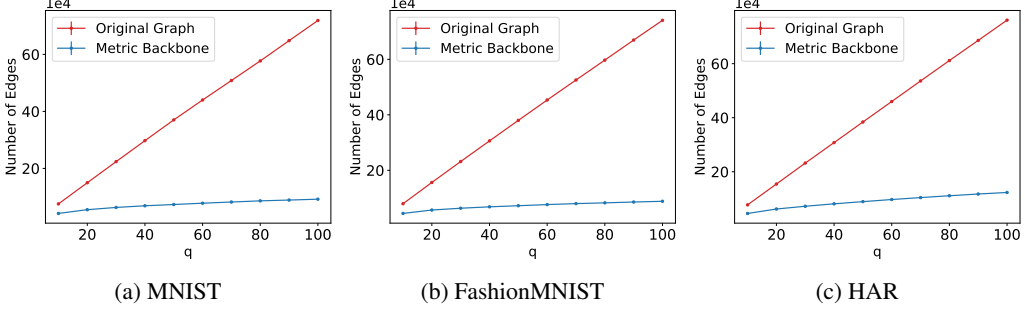 1e4
Original Graph
Metric Backbone
60
40
20
Number of Edges
20 40 60 80 100
q
(a) MNIST
1e4
Original Graph
Metric Backbone
60
40
20
Number of Edges
20 40 60 80 100
q
(b) FashionMNIST
1e4
Original Graph
Metric Backbone
60
40
20
Number of Edges
20 40 60 80 100
q
(c) HAR